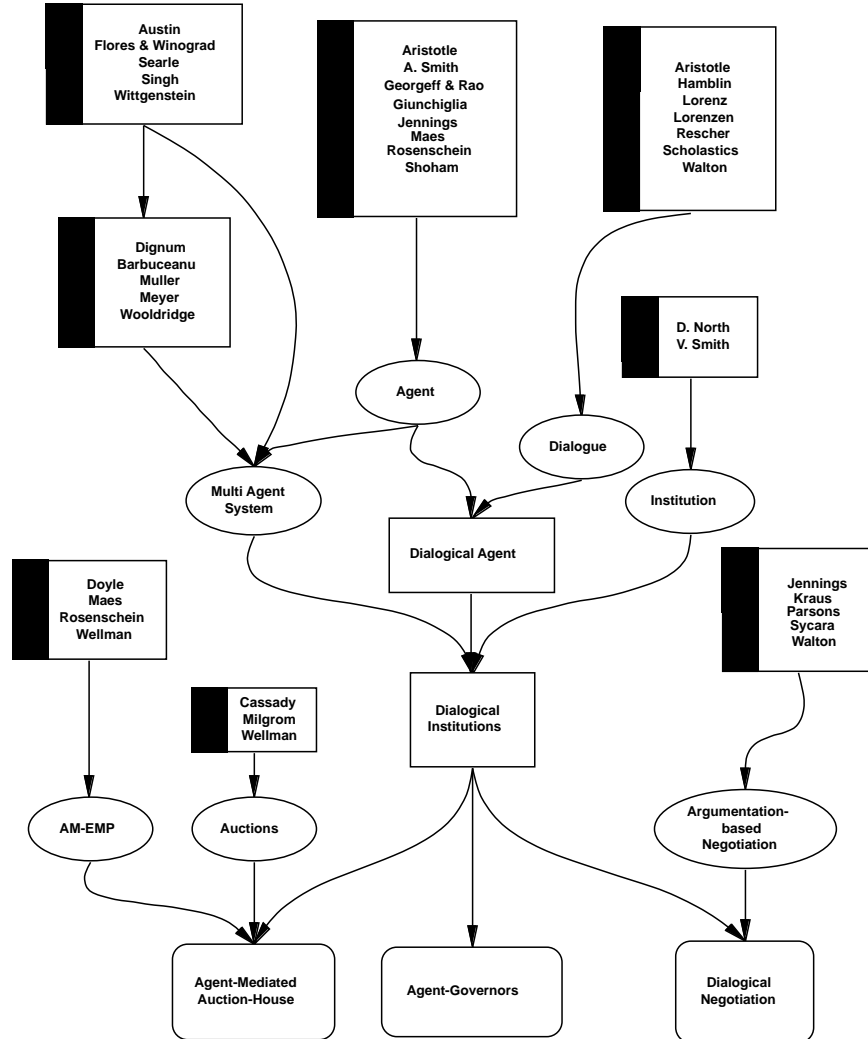 Austin
Flores & Winograd
Searle
Singh
Wittgenstein
Aristotle
A. Smith
Georgeff & Rao
Giunchiglia
Jennings
Maes
Rosenschein
Shoham
Aristotle
Hamblin
Lorenz
Lorenzen
Rescher
Scholastics
Walton
Dignum
Barbuceanu
Muller
Meyer
Wooldridge
D. North
V. Smith
Agent
Dialogue
Multi Agent
System
Institution
Dialogical Agent
Doyle
Maes
Rosenschein
Wellman
Jennings
Kraus
Parsons
Sycara
Walton
Cassady
Milgrom
Wellman
Dialogical
Institutions
AM-EMP
Auctions
Argumentation-
based
Negotiation
Agent-Mediated
Auction-House
Agent-Governors
Dialogical
Negotiation